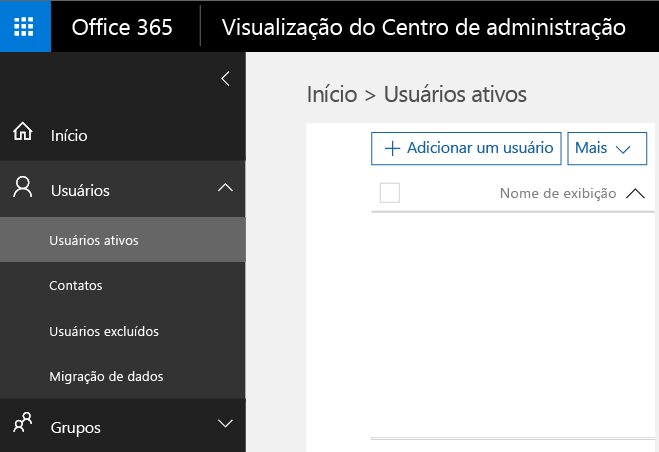 Office 365
Visualização do Centro de administração
Início
Usuários
Usuários ativos
Contatos
Usuários excluídos
Migração de dados
Grupos
Início > Usuários ativos
Adicionar um usuário
Mais
Nome de exibição